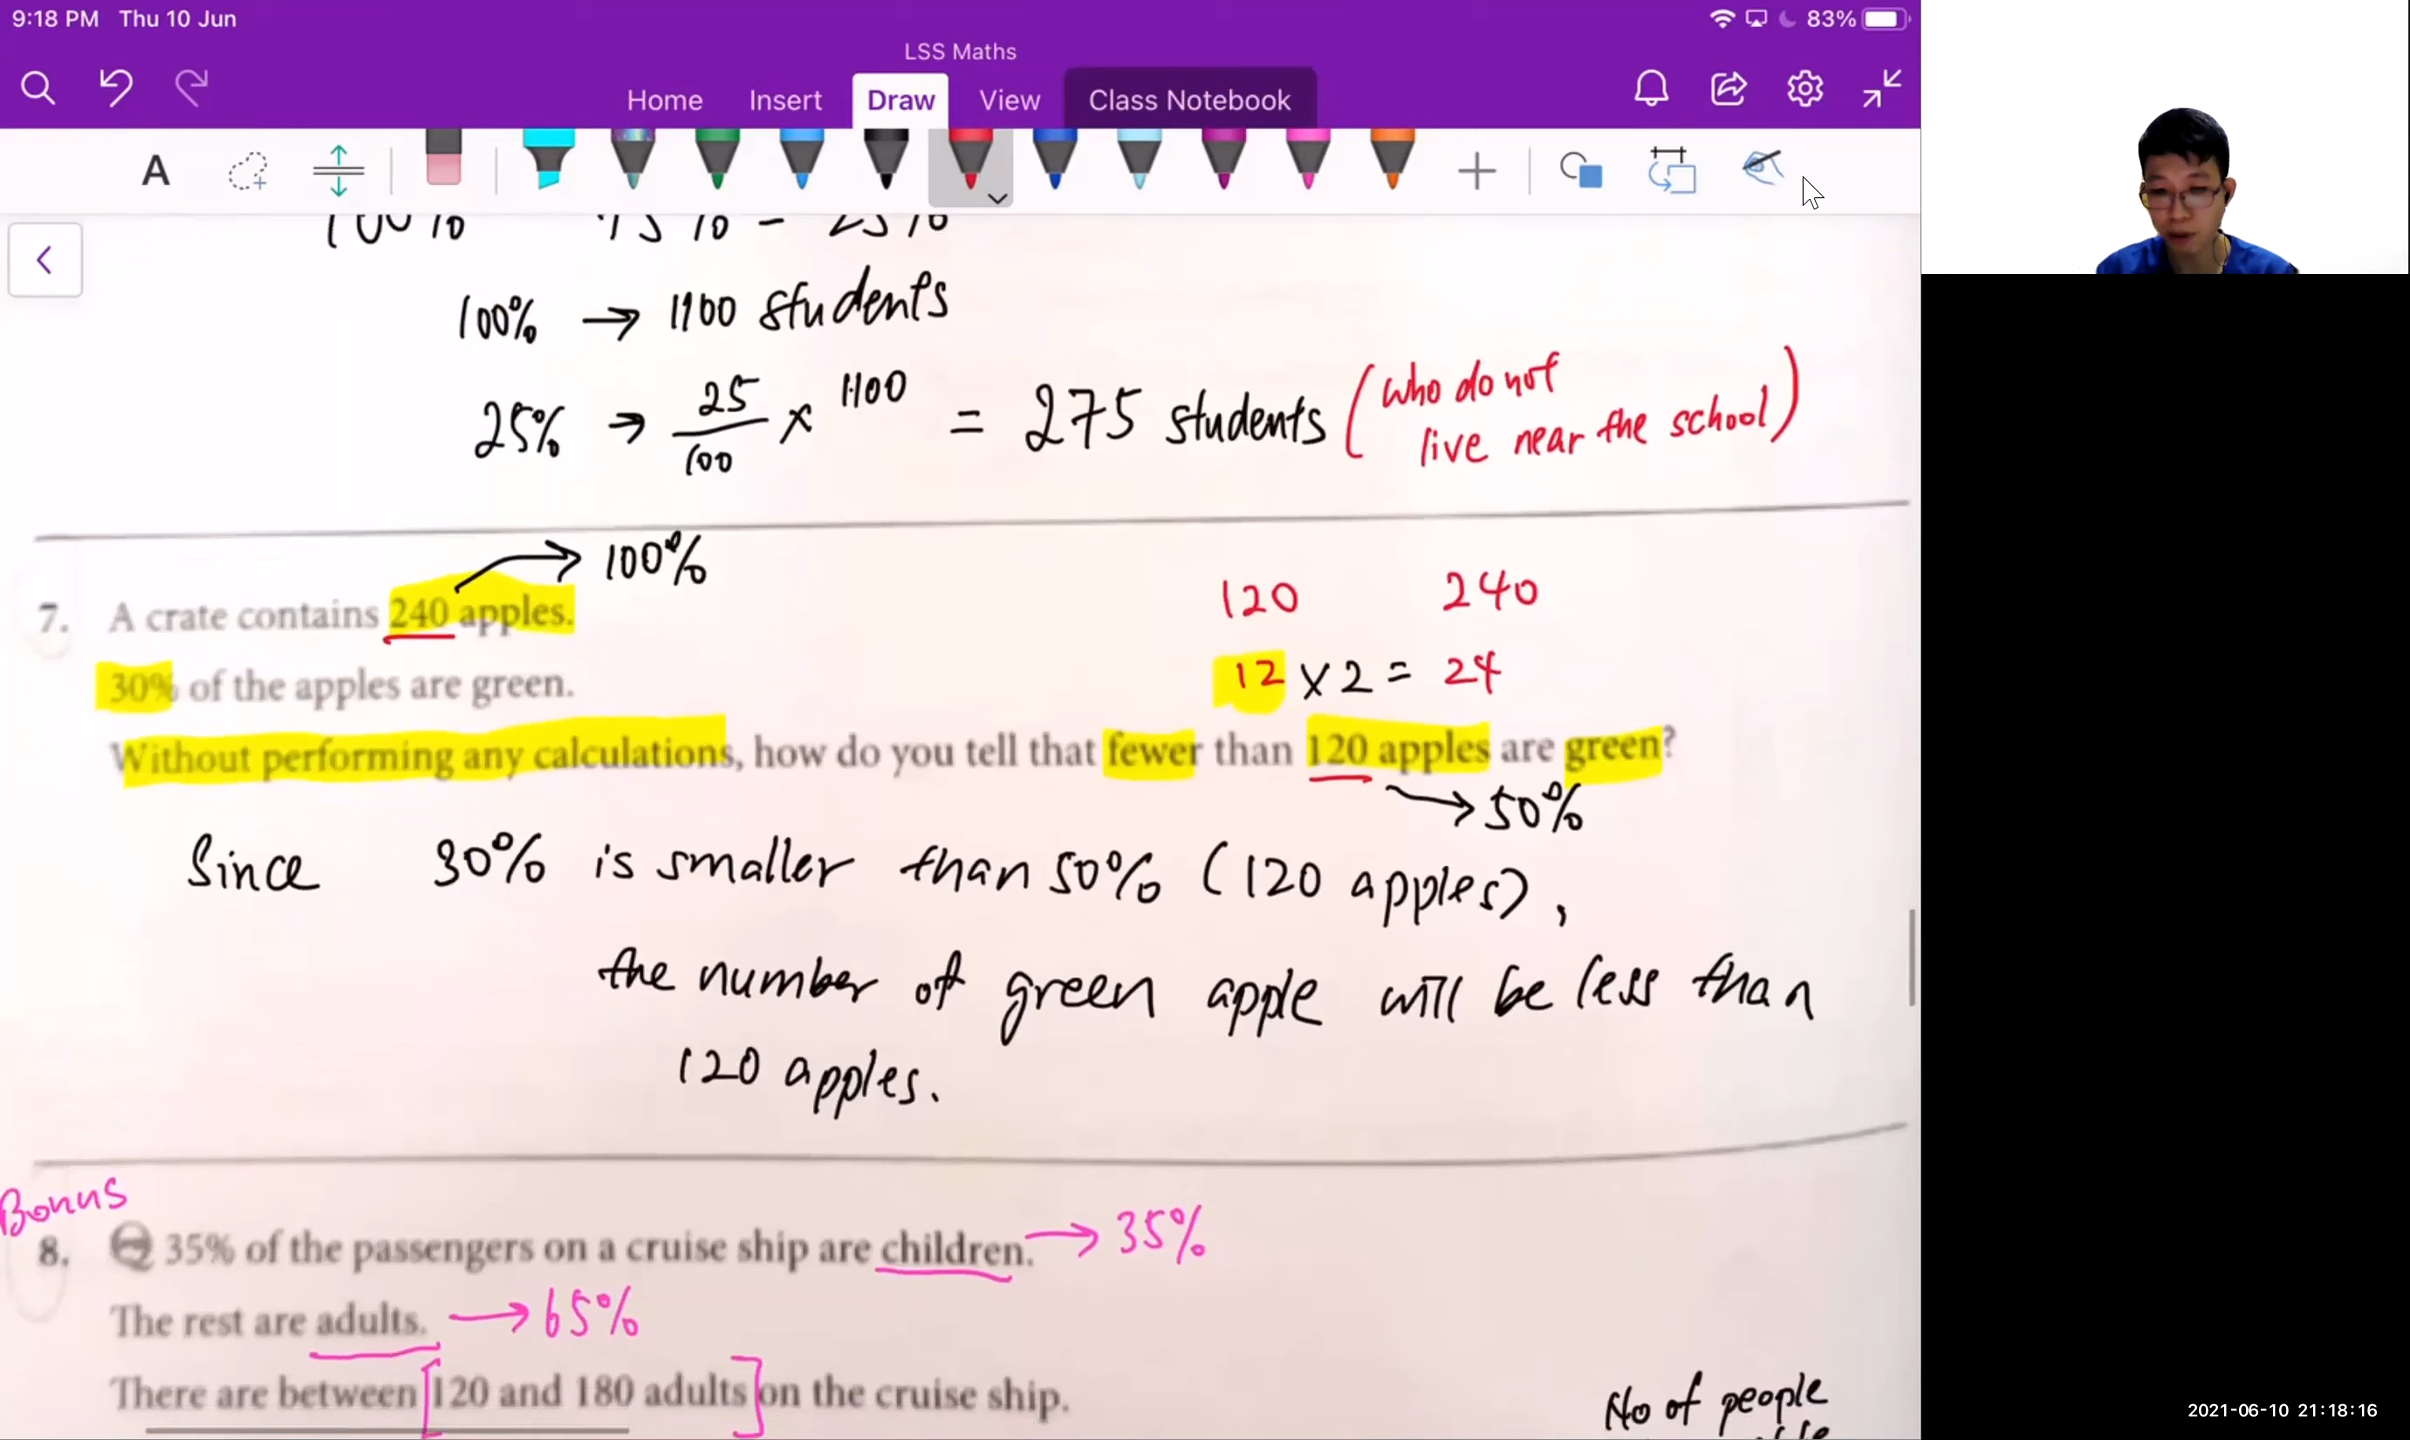 9:18 PM Thu 10 Jun
83%
LSS Maths
Home Insert Draw View Class Notebook
A
100% → 1100 students
25% → 25/100 × 1100 = 275 students (who do not live near the school)
100%
120 240
7. A crate contains 240 apples.
12 × 2 = 24
30% of the apples are green.
Without performing any calculations, how do you tell that fewer than 120 apples are green?
→ 50%
Since 30% is smaller than 50% (120 apples),
the number of green apple will be less than
120 apples.
Bonus
8. Q 35% of the passengers on a cruise ship are children. → 35%
The rest are adults. → 65%
There are between [120 and 180 adults] on the cruise ship.
No of people
2021-06-10 21:18:16